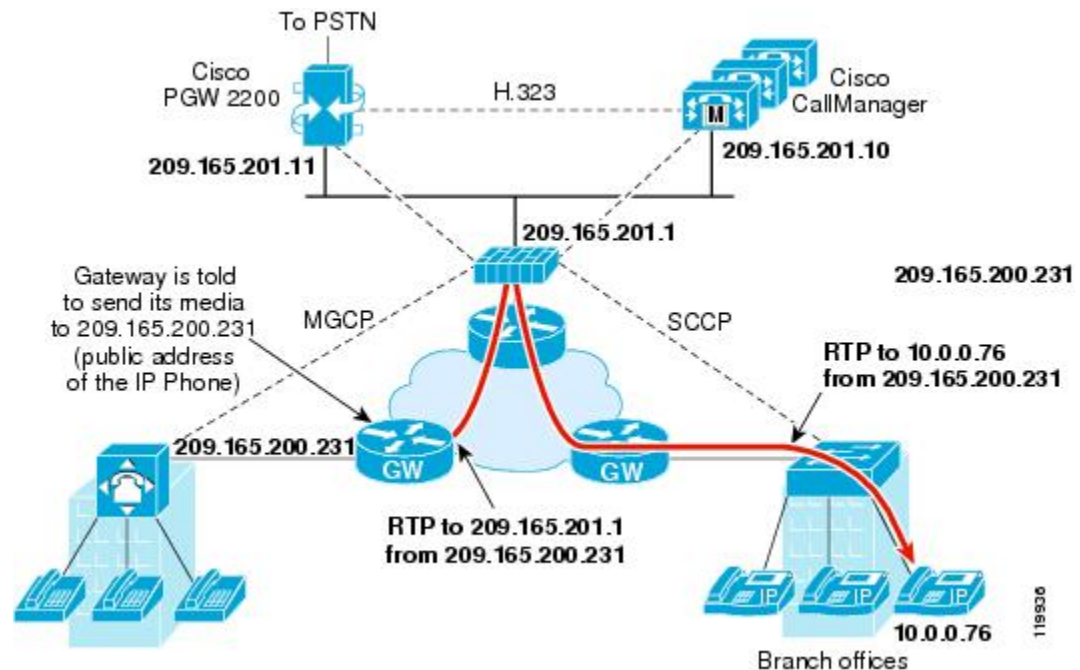 To PSTN
Cisco
PGW 2200
H.323
M
Cisco
CallManager
209.165.201.11
209.165.201.10
209.165.201.1
Gateway is told
to send its media
to 209.165.200.231
(public address
of the IP Phone)
MGCP
SCCP
209.165.200.231
RTP to 10.0.0.76
from 209.165.200.231
209.165.200.231
GW
GW
RTP to 209.165.201.1
from 209.165.200.231
IP
IP
IP
10.0.0.76
Branch offices
119936